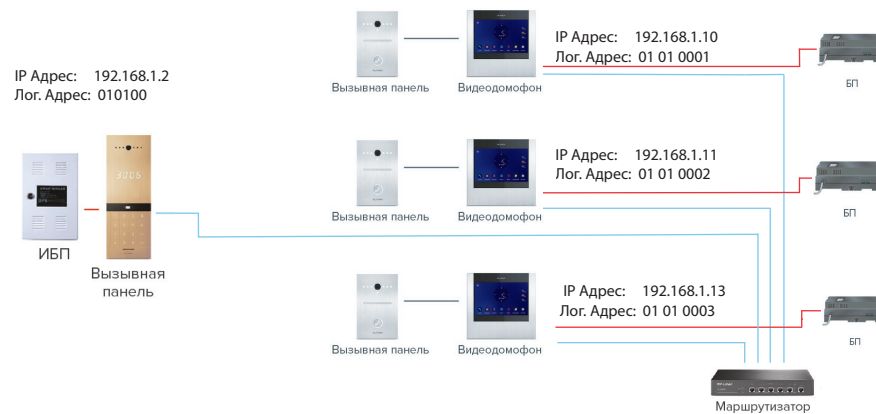 IP Адрес: 192.168.1.2
Лог. Адрес: 010100
ИБП
Вызывная
панель
Вызывная панель
Видеодомофон
IP Адрес: 192.168.1.10
Лог. Адрес: 01 01 0001
БП
Вызывная панель
Видеодомофон
IP Адрес: 192.168.1.11
Лог. Адрес: 01 01 0002
БП
Вызывная панель
Видеодомофон
IP Адрес: 192.168.1.13
Лог. Адрес: 01 01 0003
БП
Маршрутизатор